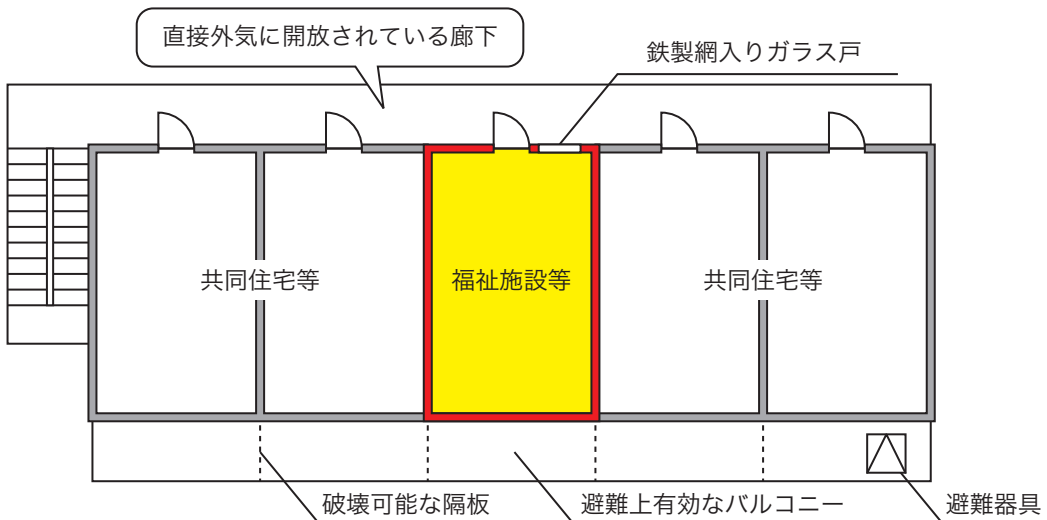 直接外気に開放されている廊下
鉄製網入りガラス戸
共同住宅等
福祉施設等
共同住宅等
破壊可能な隔板
避難上有効なバルコニー
避難器具